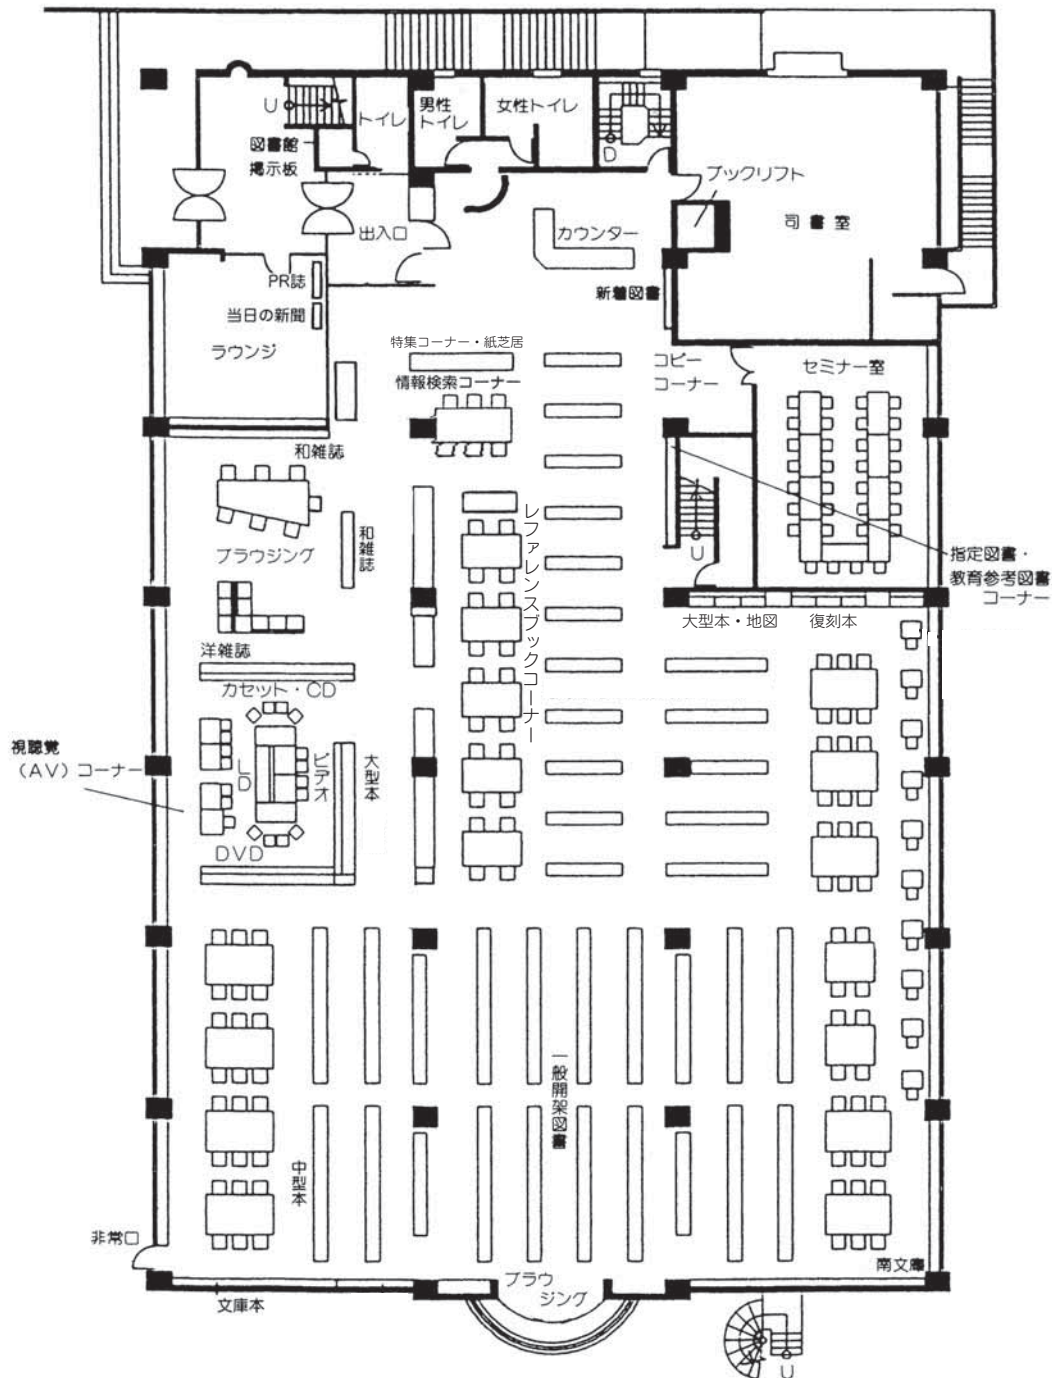 U
トイレ
男性
トイレ
女性トイレ
D
図書館
掲示板
ブックリフト
出入口
カウンター
司書室
PR誌
新着図書
当日の新聞
ラウンジ
特集コーナー・紙芝居
情報検索コーナー
コピー
コーナー
セミナー室
和雑誌
和雑誌
ブラウジング
レファレンスブックコーナー
U
指定図書・
教育参考図書
コーナー
大型本・地図
復刻本
洋雑誌
カセット・CD
視聴覚
(AV)コーナー
LD
ビデオ
大型本
DVD
一般開架図書
中型本
非常口
南文庫
ブラウ
ジング
文庫本
U